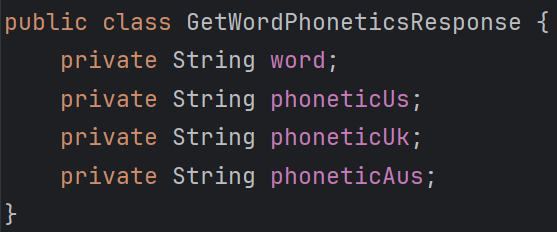 public class GetWordPhoneticsResponse {
    private String word;
    private String phoneticUs;
    private String phoneticUk;
    private String phoneticAus;
}